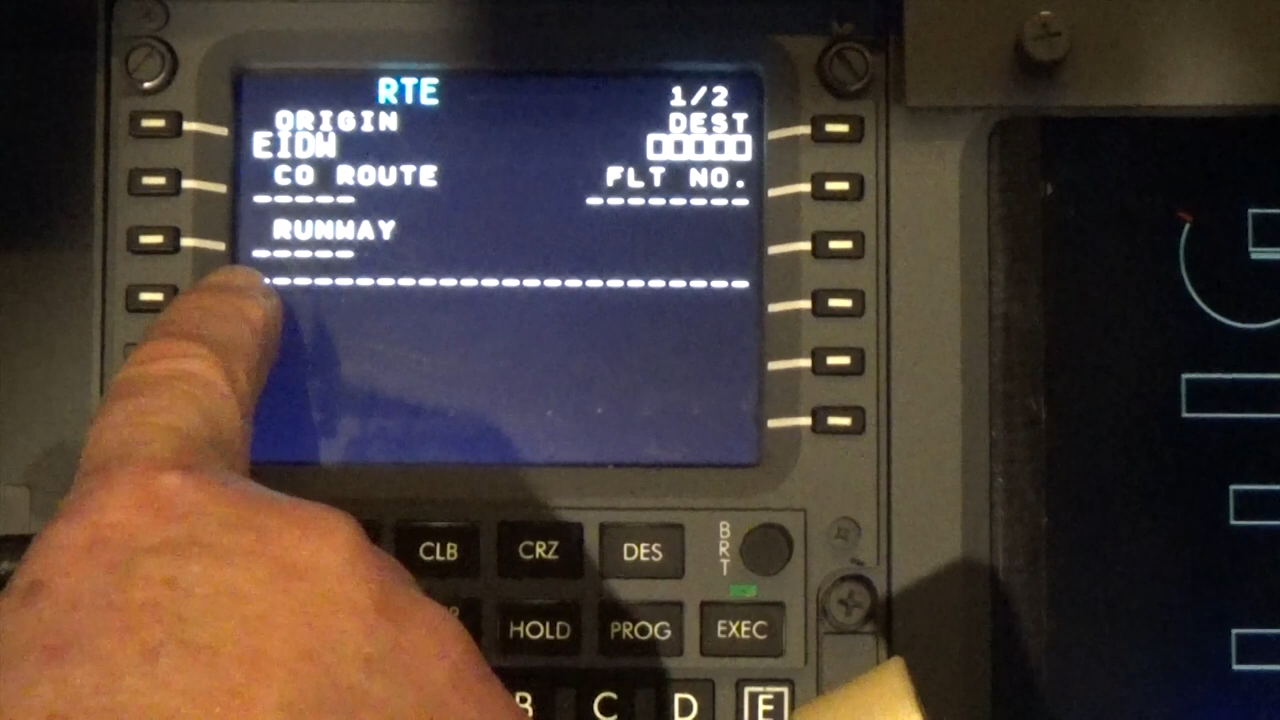 RTE 1/2
ORIGIN DEST
EIDW □□□□□
CO ROUTE FLT NO.
----- --------
RUNWAY
-----
CLB CRZ DES BRT
HOLD PROG EXEC
B C D E